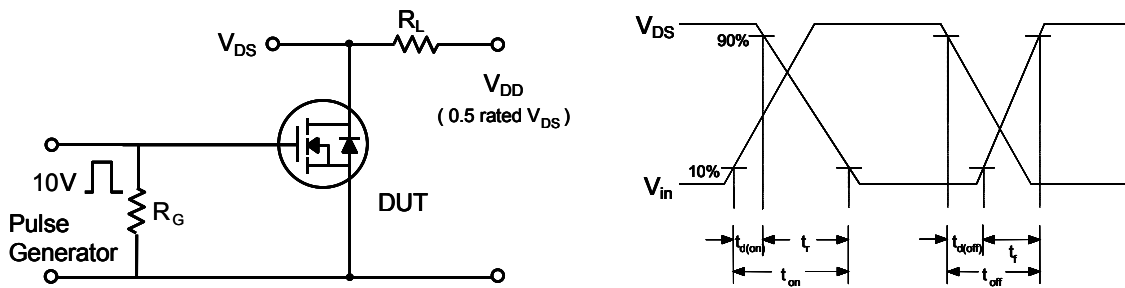 R_L
V_DS
V_DD
( 0.5 rated V_DS )
10V
R_G
DUT
Pulse
Generator
V_DS
90%
V_in
10%
t_d(on)
t_r
t_on
t_d(off)
t_f
t_off